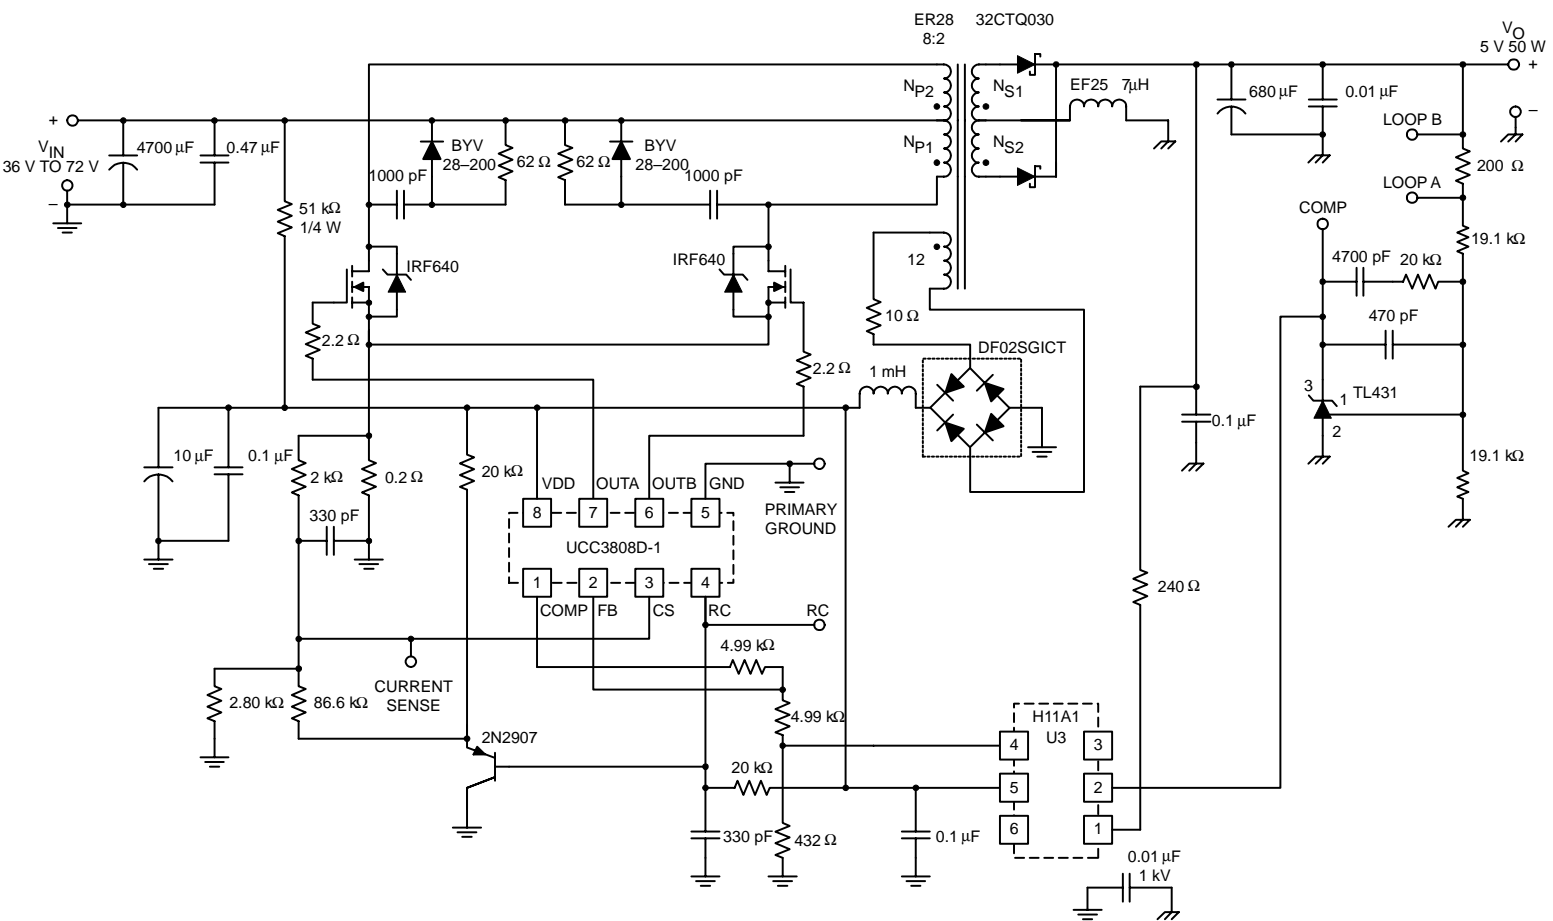 ER28 32CTQ030
8:2
VO
5 V 50 W
+
NP2
NS1
EF25 7μH
680 μF
0.01 μF
+
VIN
36 V TO 72 V
–
4700 μF
0.47 μF
BYV
28–200
62 Ω
62 Ω
BYV
28–200
NP1
NS2
LOOP B
–
200 Ω
1000 pF
1000 pF
LOOP A
51 kΩ
1/4 W
COMP
19.1 kΩ
IRF640
IRF640
12
4700 pF
20 kΩ
10 Ω
470 pF
2.2 Ω
DF02SGICT
2.2 Ω
1 mH
3
1
TL431
2
0.1 μF
10 μF
0.1 μF
2 kΩ
0.2 Ω
20 kΩ
19.1 kΩ
VDD
OUTA
OUTB
GND
8
7
6
5
PRIMARY
GROUND
330 pF
UCC3808D-1
1
2
3
4
COMP
FB
CS
RC
RC
240 Ω
4.99 kΩ
CURRENT
SENSE
2.80 kΩ
86.6 kΩ
4.99 kΩ
H11A1
U3
2N2907
4
3
20 kΩ
5
2
6
1
330 pF
432 Ω
0.1 μF
0.01 μF
1 kV